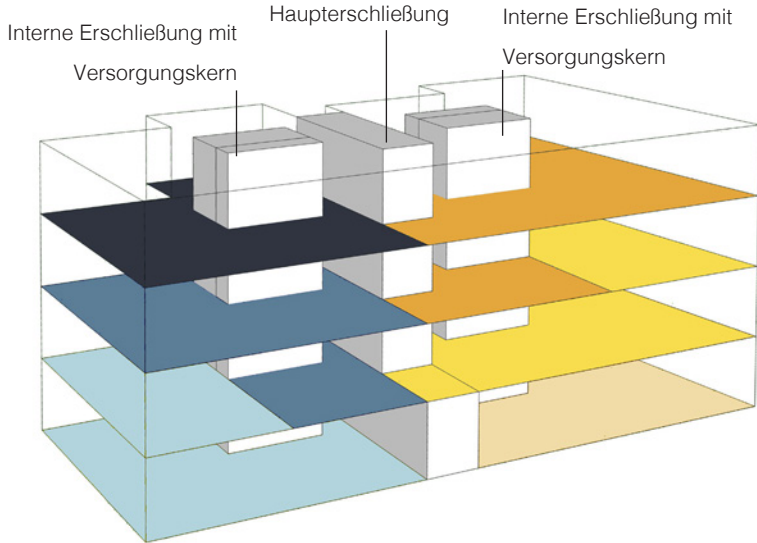 Interne Erschließung mit
Versorgungskern
Haupterschließung
Interne Erschließung mit
Versorgungskern